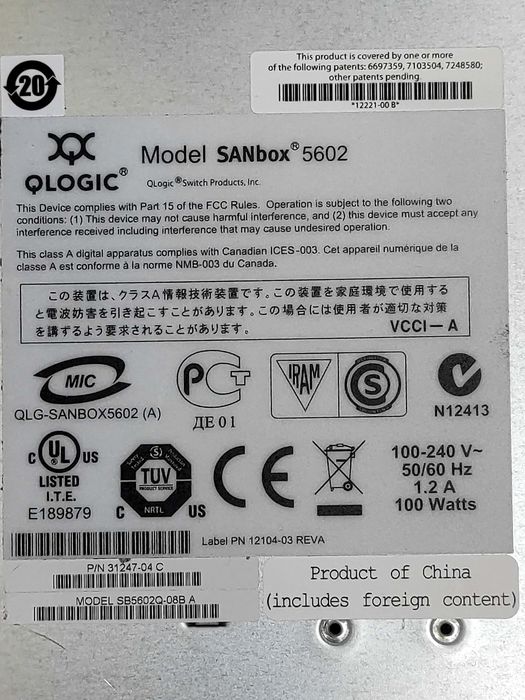 20
This product is covered by one or more
of the following patents: 6697359, 7103504, 7248580;
other patents pending.
*12221-00 B*
QLOGIC®
Model SANbox® 5602
QLogic® Switch Products, Inc.
This Device complies with Part 15 of the FCC Rules. Operation is subject to the following two
conditions: (1) This device may not cause harmful interference, and (2) this device must accept any
interference received including interference that may cause undesired operation.
This class A digital apparatus complies with Canadian ICES-003. Cet appareil numérique de la
classe A est conforme à la norme NMB-003 du Canada.
この装置は、クラスA情報技術装置です。この装置を家庭環境で使用する
と電波妨害を引き起こすことがあります。この場合には使用者が適切な対策
を講ずるよう要求されることがあります。 VCCI－A
MIC
QLG-SANBOX5602 (A)
РСТ
ДЕ 01
IRAM
S
N12413
C UL US
LISTED
I.T.E.
E189879
S
TÜV
PRODUCT SERVICE
NRTL
C US
CE
100-240 V~
50/60 Hz
1.2 A
100 Watts
Label PN 12104-03 REVA
P/N 31247-04 C
MODEL SB5602Q-08B A
Product of China
(includes foreign content)